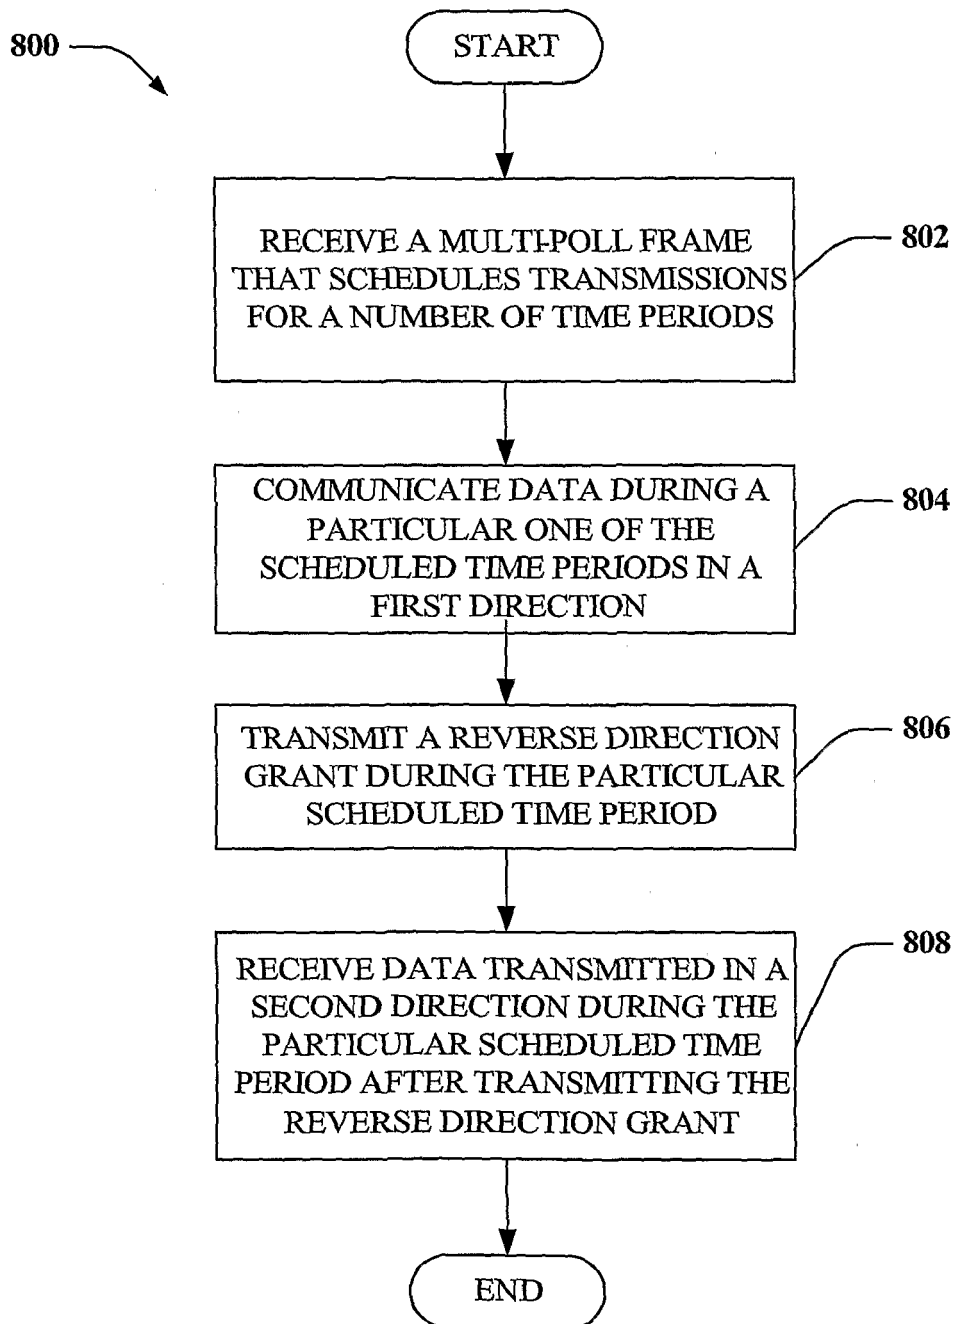 800
START
RECEIVE A MULTI-POLL FRAME
THAT SCHEDULES TRANSMISSIONS
FOR A NUMBER OF TIME PERIODS
802
COMMUNICATE DATA DURING A
PARTICULAR ONE OF THE
SCHEDULED TIME PERIODS IN A
FIRST DIRECTION
804
TRANSMIT A REVERSE DIRECTION
GRANT DURING THE PARTICULAR
SCHEDULED TIME PERIOD
806
RECEIVE DATA TRANSMITTED IN A
SECOND DIRECTION DURING THE
PARTICULAR SCHEDULED TIME
PERIOD AFTER TRANSMITTING THE
REVERSE DIRECTION GRANT
808
END